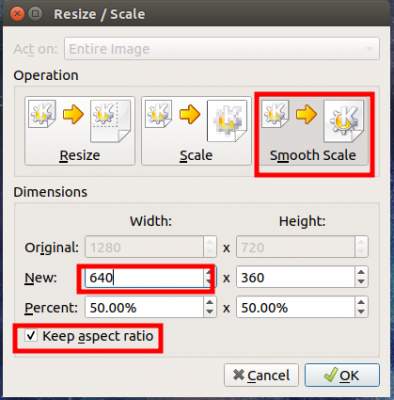 Resize / Scale
Act on: Entire Image
Operation
Resize Scale Smooth Scale
Dimensions
Width: Height:
Original: 1280 x 720
New: 640 x 360
Percent: 50.00% x 50.00%
Keep aspect ratio
Cancel OK